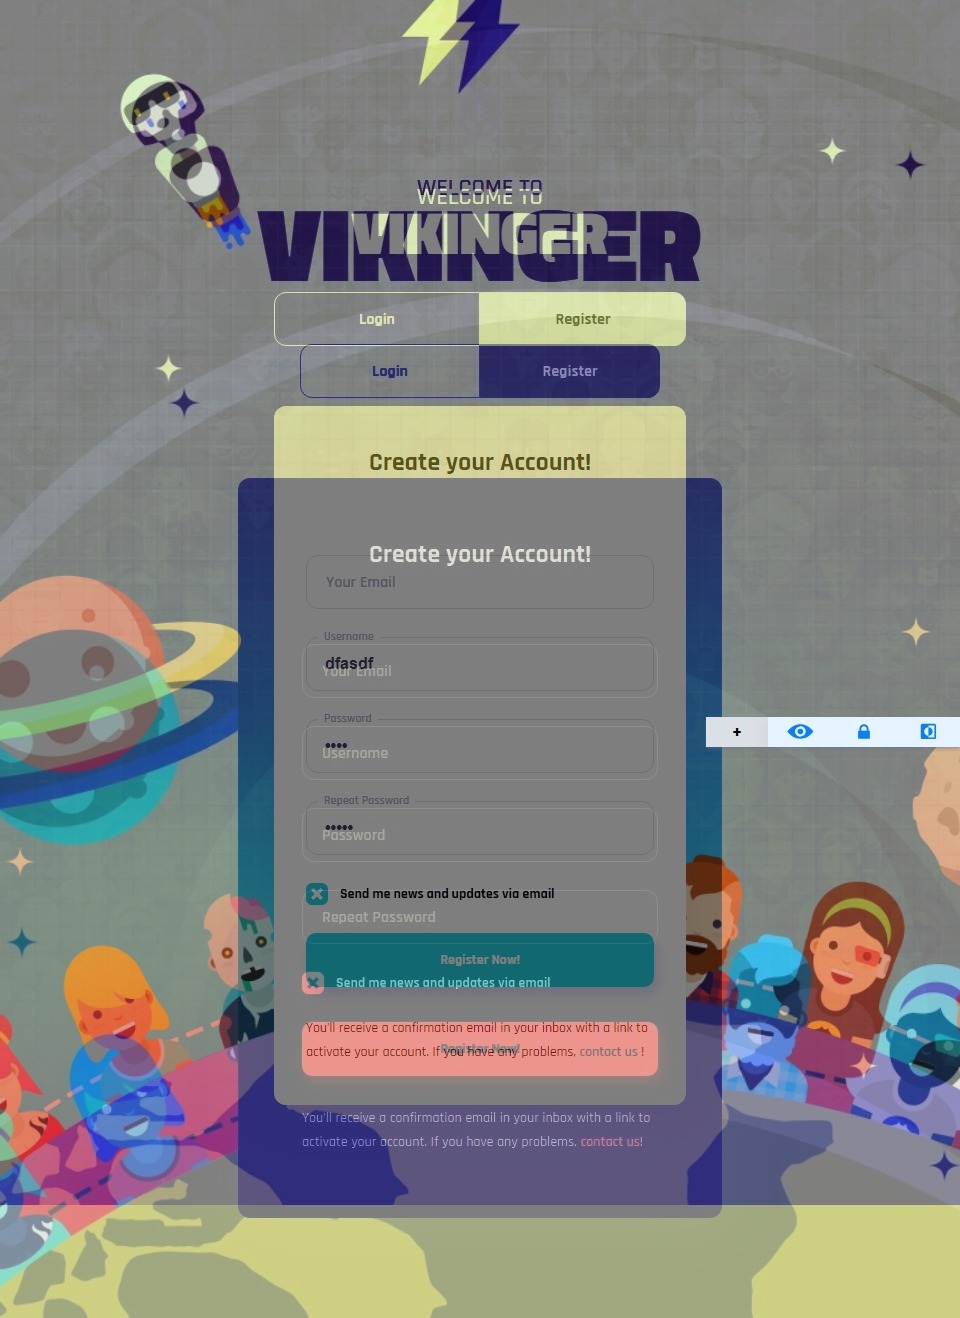 WELCOME TO
WELCOME TO
VIKINGER
VIKINGER
Login Register
Login Register
Create your Account!
Create your Account!
Your Email
Username
dfasdf
Your Email
Password
••••
Username
Repeat Password
•••••
Password
Send me news and updates via email
Repeat Password
Register Now!
Send me news and updates via email
You'll receive a confirmation email in your inbox with a link to
activate your account. If you have any problems, contact us !
Register Now!
You'll receive a confirmation email in your inbox with a link to
activate your account. If you have any problems, contact us!